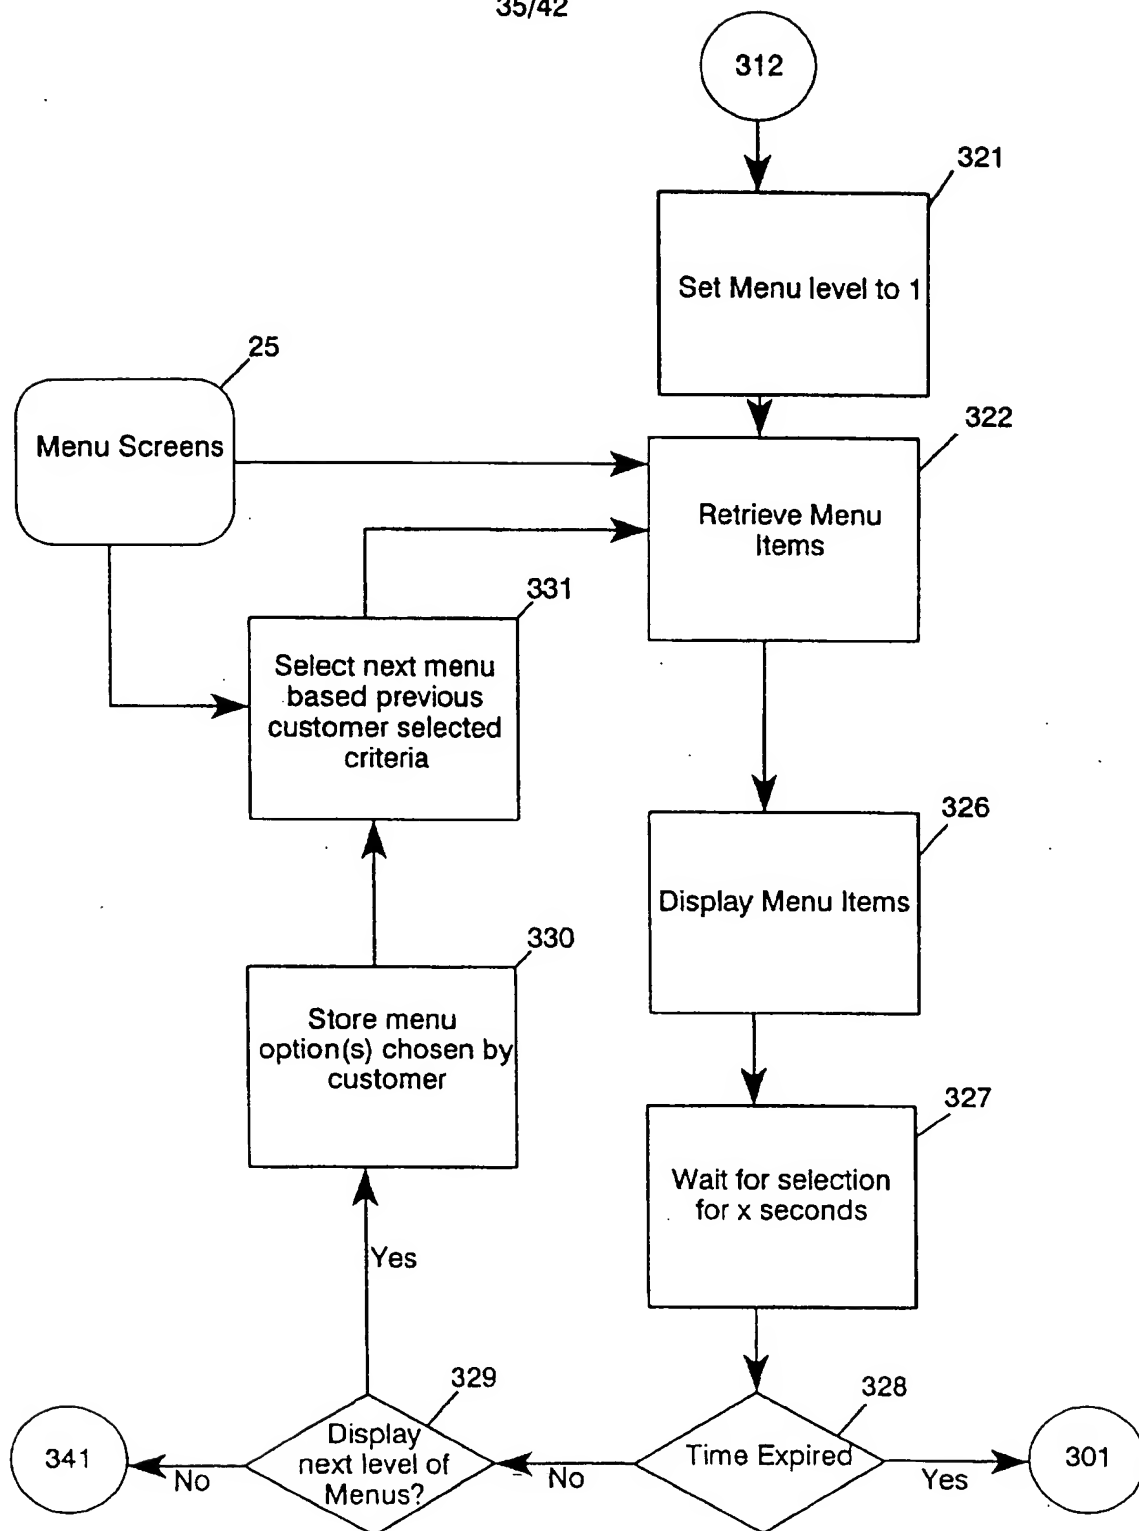 35/42
312
321
Set Menu level to 1
25
Menu Screens
322
Retrieve Menu
Items
331
Select next menu
based previous
customer selected
criteria
326
Display Menu Items
330
Store menu
option(s) chosen by
customer
327
Wait for selection
for x seconds
Yes
329
Display
next level of
Menus?
328
Time Expired
341
No
No
Yes
301